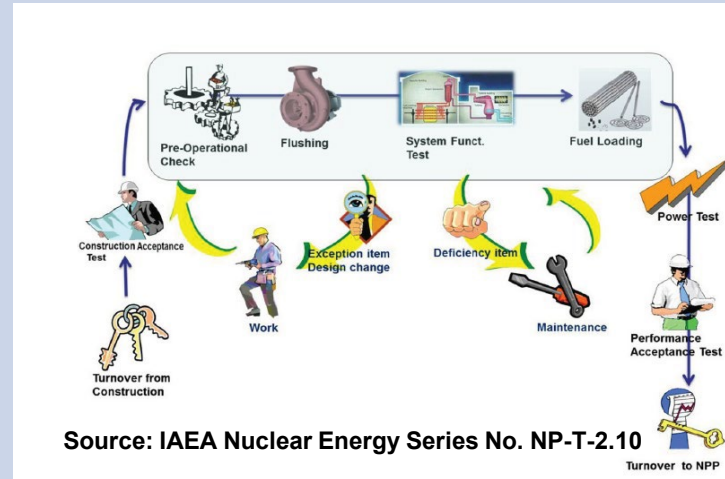 Pre-Operational
Check
Flushing
System Funct.
Test
Fuel Loading
Construction Acceptance
Test
Exception item
Design change
Deficiency item
Power Test
Work
Maintenance
Performance
Acceptance Test
Turnover from
Construction
Source: IAEA Nuclear Energy Series No. NP-T-2.10
Turnover to NPP